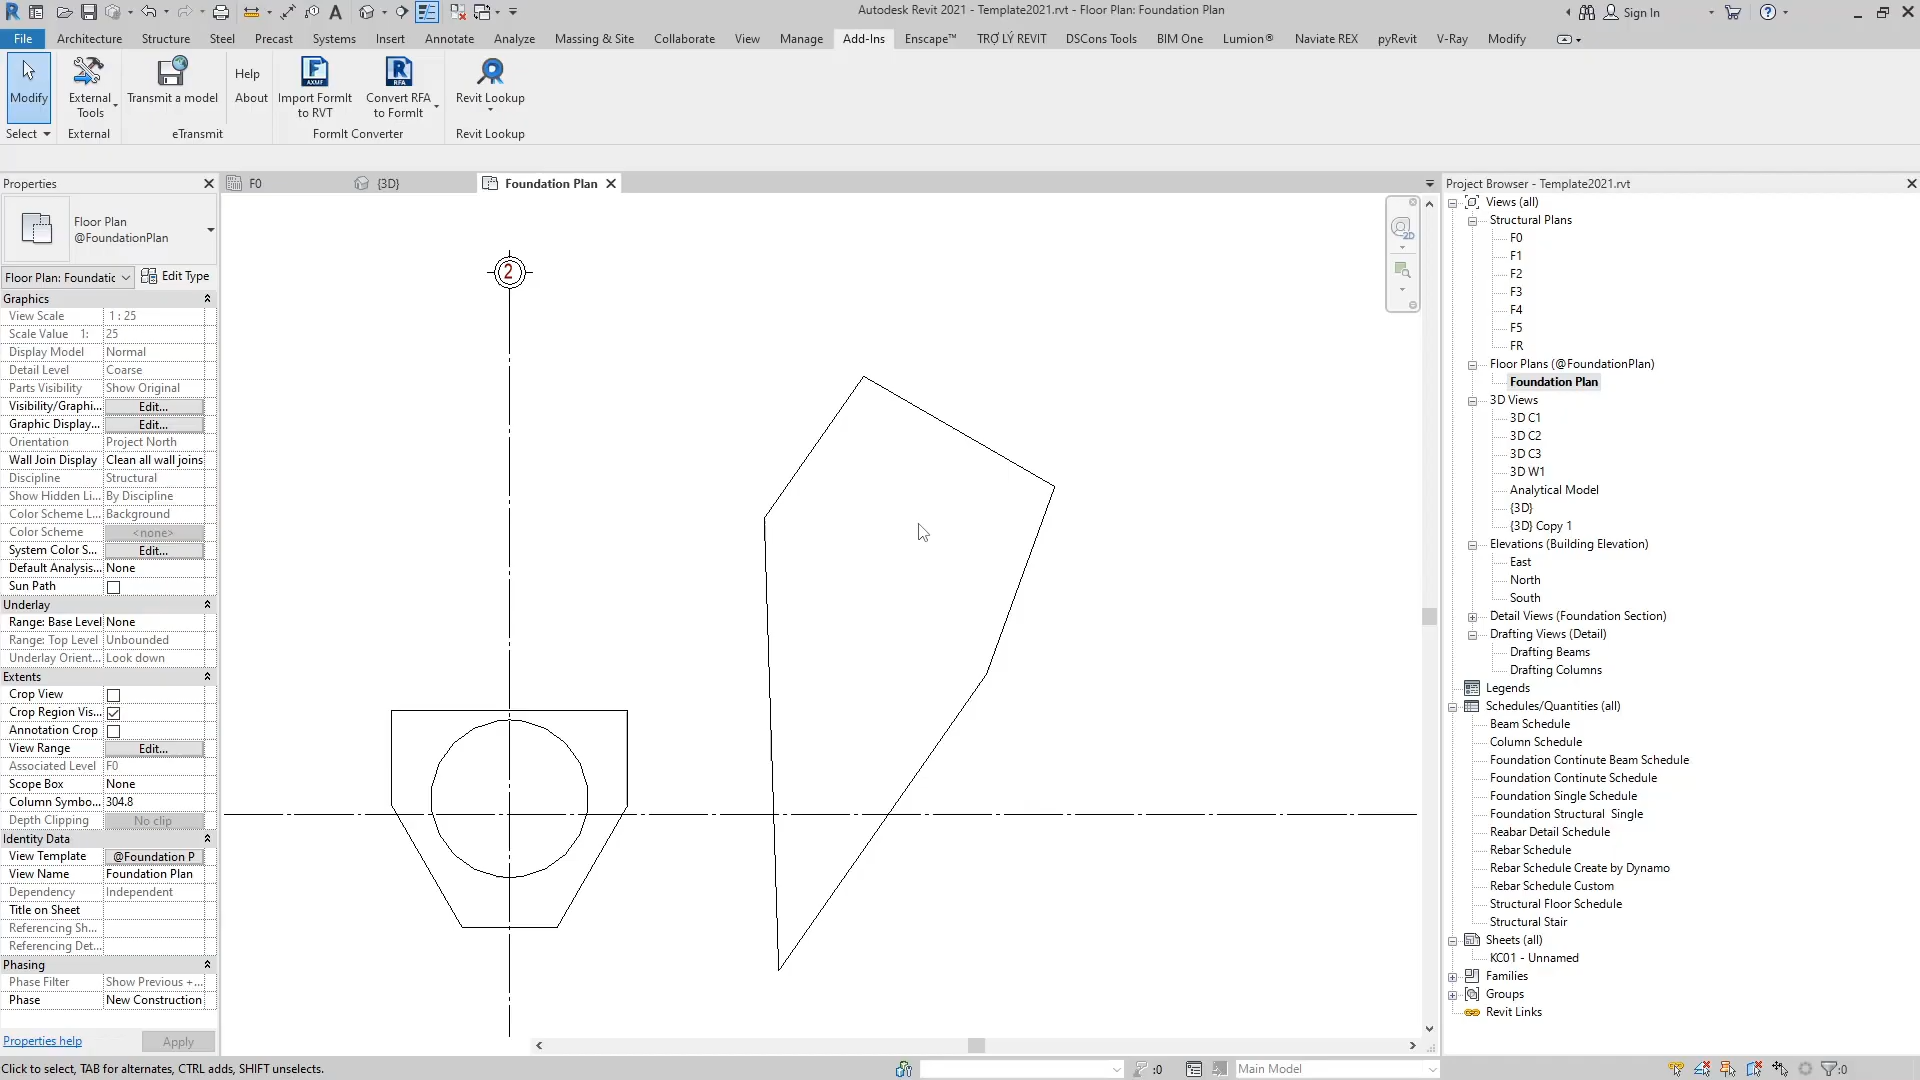 Autodesk Revit 2021 - Template2021.rvt - Floor Plan: Foundation Plan
Sign In
File Architecture Structure Steel Precast Systems Insert Annotate Analyze Massing & Site Collaborate View Manage Add-Ins Enscape™ TRỢ LÝ REVIT DSCons Tools BIM One Lumion® Naviate REX pyRevit V-Ray Modify
Modify
External Tools
Transmit a model
Help
About
Import FormIt to RVT
Convert RFA to FormIt
Revit Lookup
Select
External
eTransmit
FormIt Converter
Revit Lookup
Properties
F0
{3D}
Foundation Plan
Project Browser - Template2021.rvt
Floor Plan
@FoundationPlan
Floor Plan: Foundatic
Edit Type
Graphics
View Scale 1 : 25
Scale Value 1: 25
Display Model Normal
Detail Level Coarse
Parts Visibility Show Original
Visibility/Graphi... Edit...
Graphic Display... Edit...
Orientation Project North
Wall Join Display Clean all wall joins
Discipline Structural
Show Hidden Li... By Discipline
Color Scheme L... Background
Color Scheme <none>
System Color S... Edit...
Default Analysis... None
Sun Path
Underlay
Range: Base Level None
Range: Top Level Unbounded
Underlay Orient... Look down
Extents
Crop View
Crop Region Vis...
Annotation Crop
View Range Edit...
Associated Level F0
Scope Box None
Column Symbo... 304.8
Depth Clipping No clip
Identity Data
View Template @Foundation P
View Name Foundation Plan
Dependency Independent
Title on Sheet
Referencing Sh...
Referencing Det...
Phasing
Phase Filter Show Previous +...
Phase New Construction
Properties help
Apply
2
2D
Views (all)
Structural Plans
F0
F1
F2
F3
F4
F5
FR
Floor Plans (@FoundationPlan)
Foundation Plan
3D Views
3D C1
3D C2
3D C3
3D W1
Analytical Model
{3D}
{3D} Copy 1
Elevations (Building Elevation)
East
North
South
Detail Views (Foundation Section)
Drafting Views (Detail)
Drafting Beams
Drafting Columns
Legends
Schedules/Quantities (all)
Beam Schedule
Column Schedule
Foundation Continute Beam Schedule
Foundation Continute Schedule
Foundation Single Schedule
Foundation Structural Single
Reabar Detail Schedule
Rebar Schedule
Rebar Schedule Create by Dynamo
Rebar Schedule Custom
Structural Floor Schedule
Structural Stair
Sheets (all)
KC01 - Unnamed
Families
Groups
Revit Links
Click to select, TAB for alternates, CTRL adds, SHIFT unselects.
:0
Main Model
:0